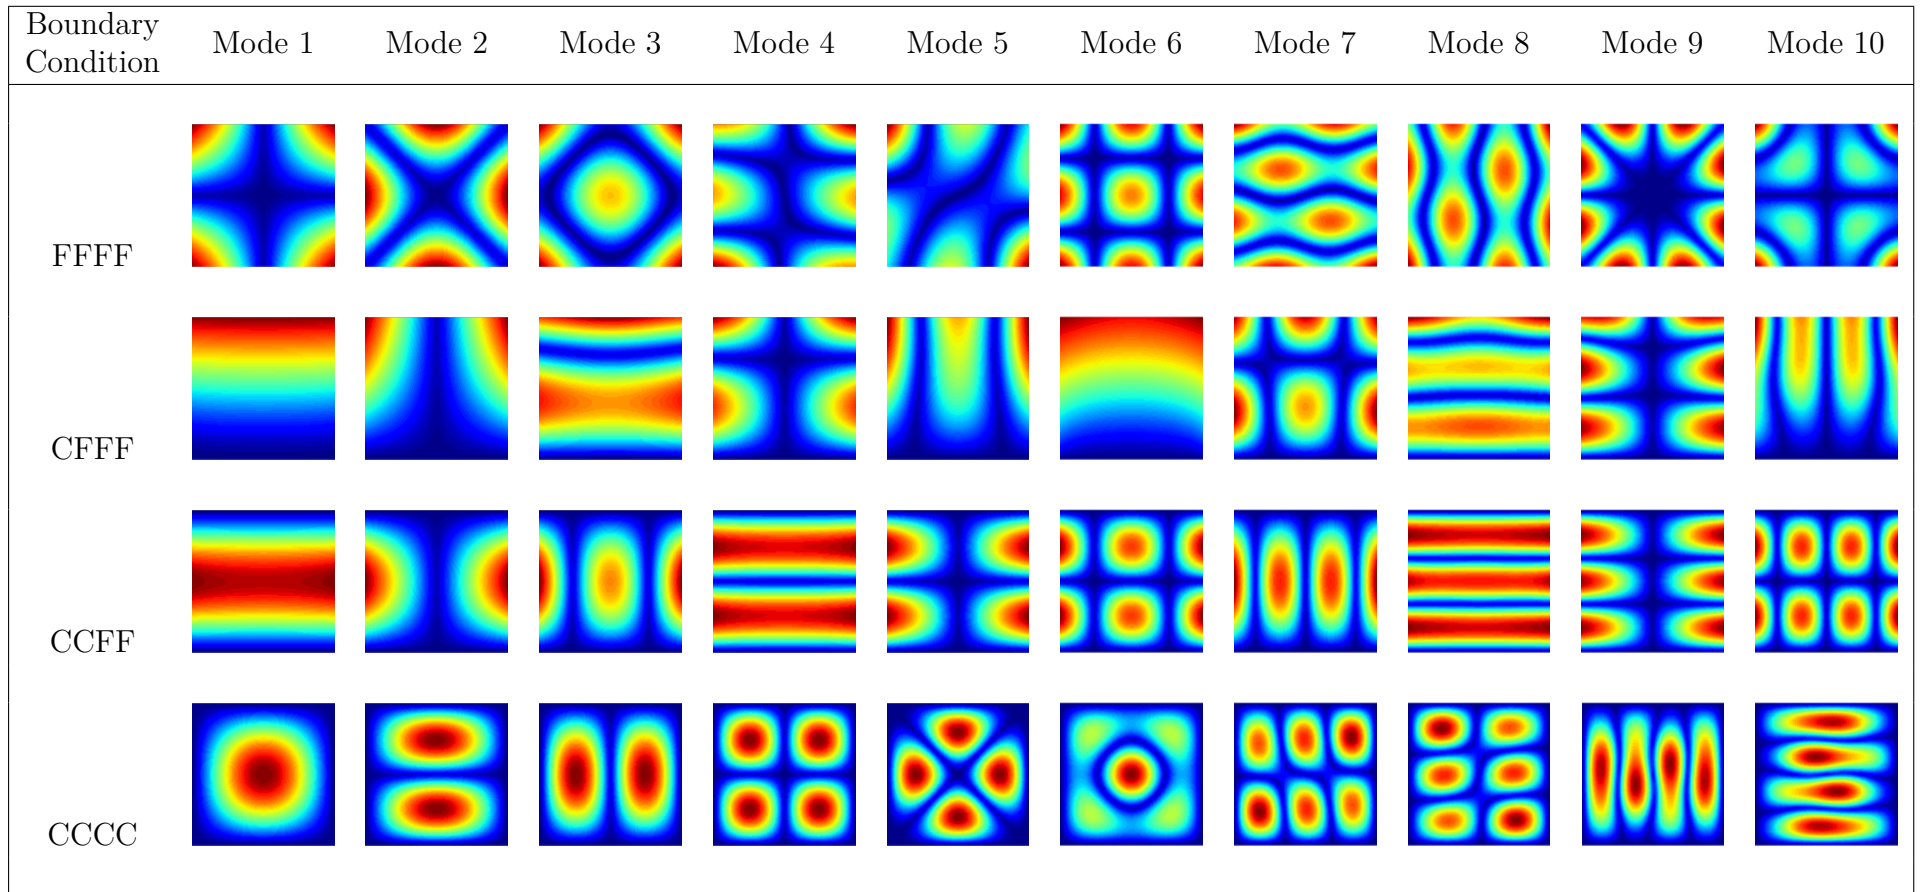 Boundary Condition Mode 1 Mode 2 Mode 3 Mode 4 Mode 5 Mode 6 Mode 7 Mode 8 Mode 9 Mode 10
FFFF
CFFF
CCFF
CCCC